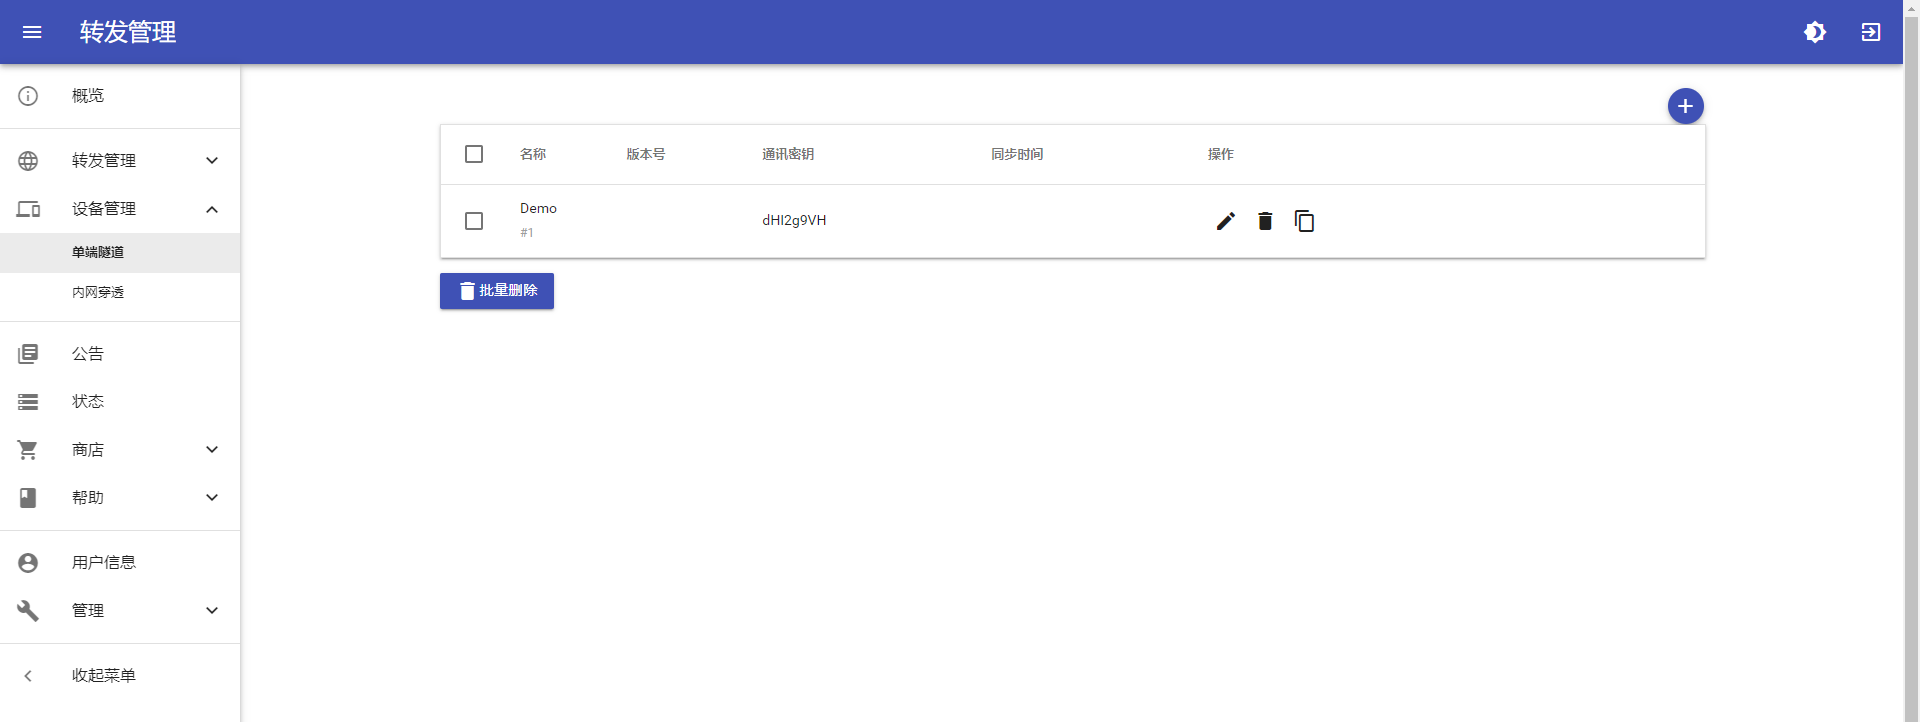 转发管理
概览
转发管理
设备管理
单端隧道
内网穿透
公告
状态
商店
帮助
用户信息
管理
收起菜单
名称 版本号 通讯密钥 同步时间 操作
Demo
#1
dHI2g9VH
批量删除